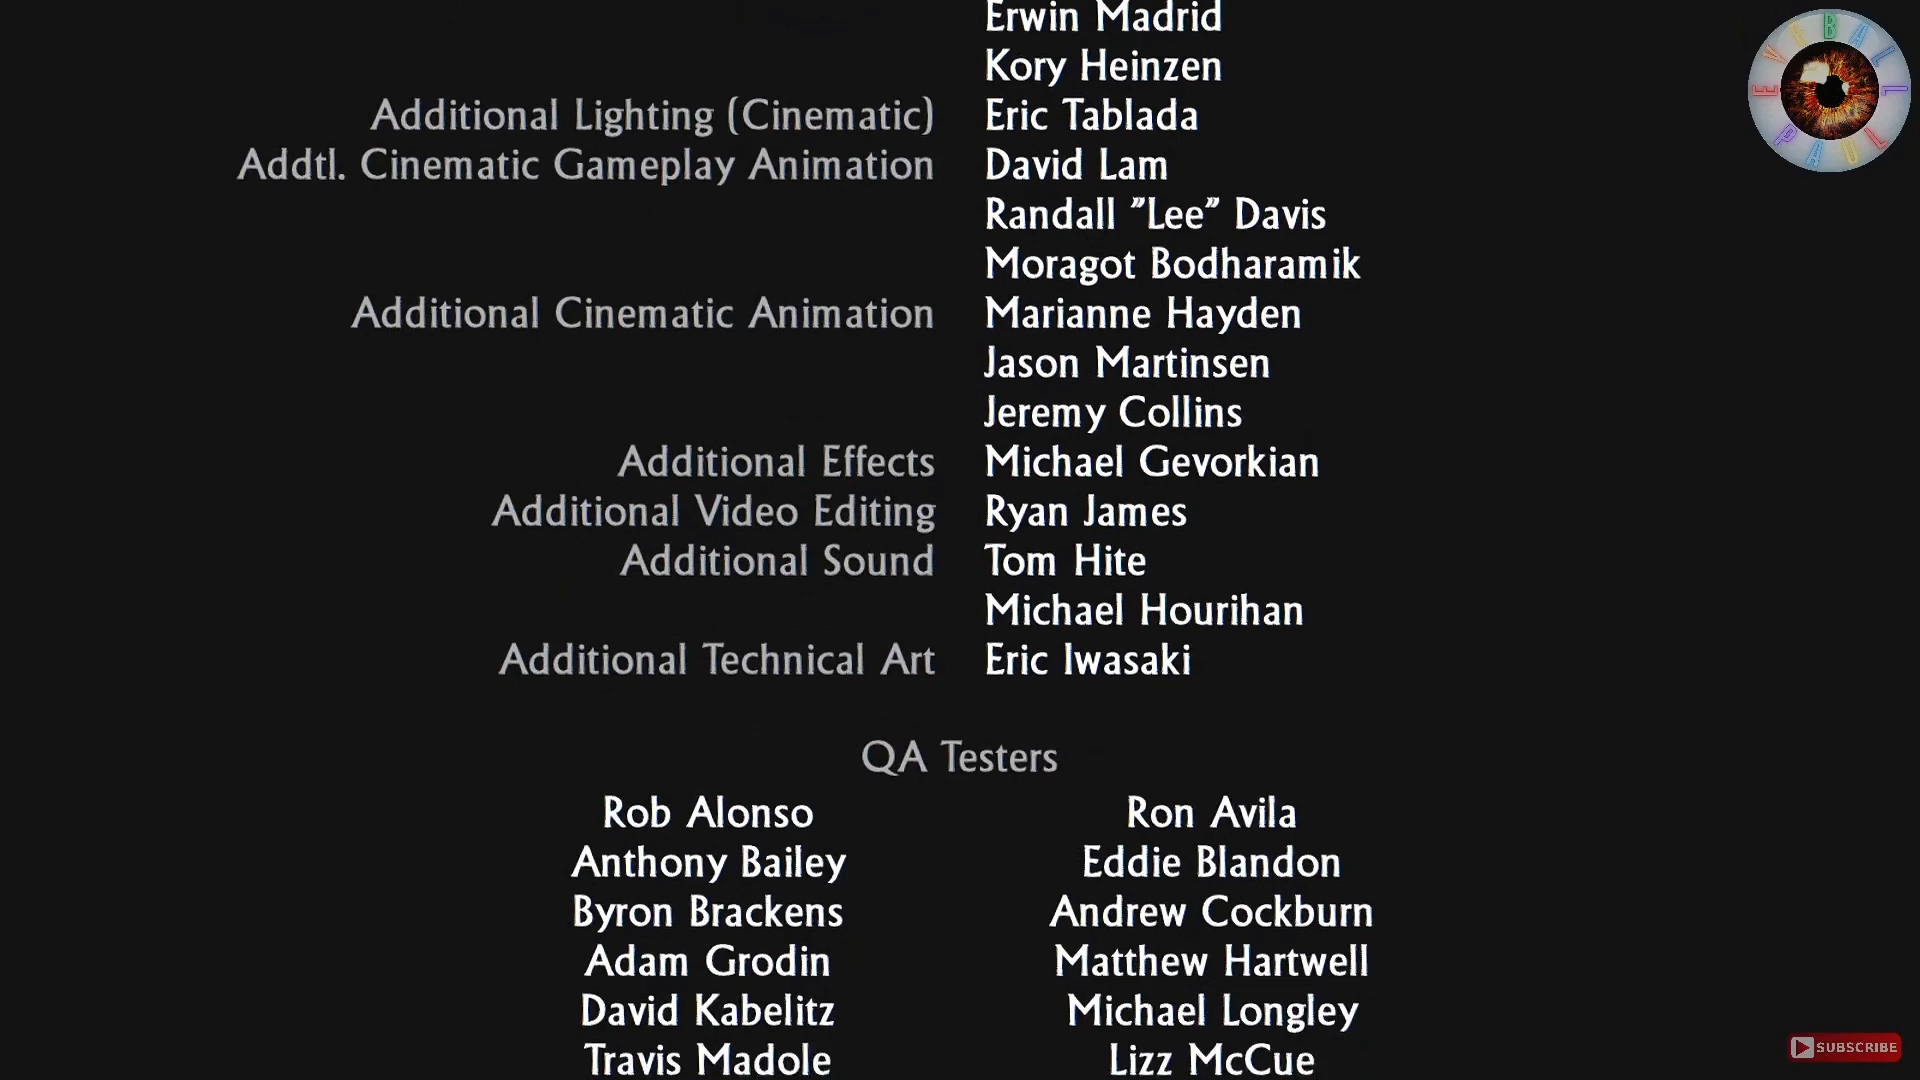 Erwin Madrid
Kory Heinzen
Additional Lighting (Cinematic) Eric Tablada
Addtl. Cinematic Gameplay Animation David Lam
Randall "Lee" Davis
Moragot Bodharamik
Additional Cinematic Animation Marianne Hayden
Jason Martinsen
Jeremy Collins
Additional Effects Michael Gevorkian
Additional Video Editing Ryan James
Additional Sound Tom Hite
Michael Hourihan
Additional Technical Art Eric Iwasaki
QA Testers
Rob Alonso Ron Avila
Anthony Bailey Eddie Blandon
Byron Brackens Andrew Cockburn
Adam Grodin Matthew Hartwell
David Kabelitz Michael Longley
Travis Madole Lizz McCue
EYEBALL PAUL
SUBSCRIBE